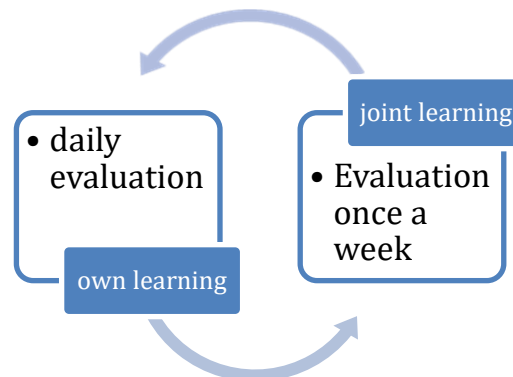 • daily
evaluation
own learning
joint learning
• Evaluation
once a
week